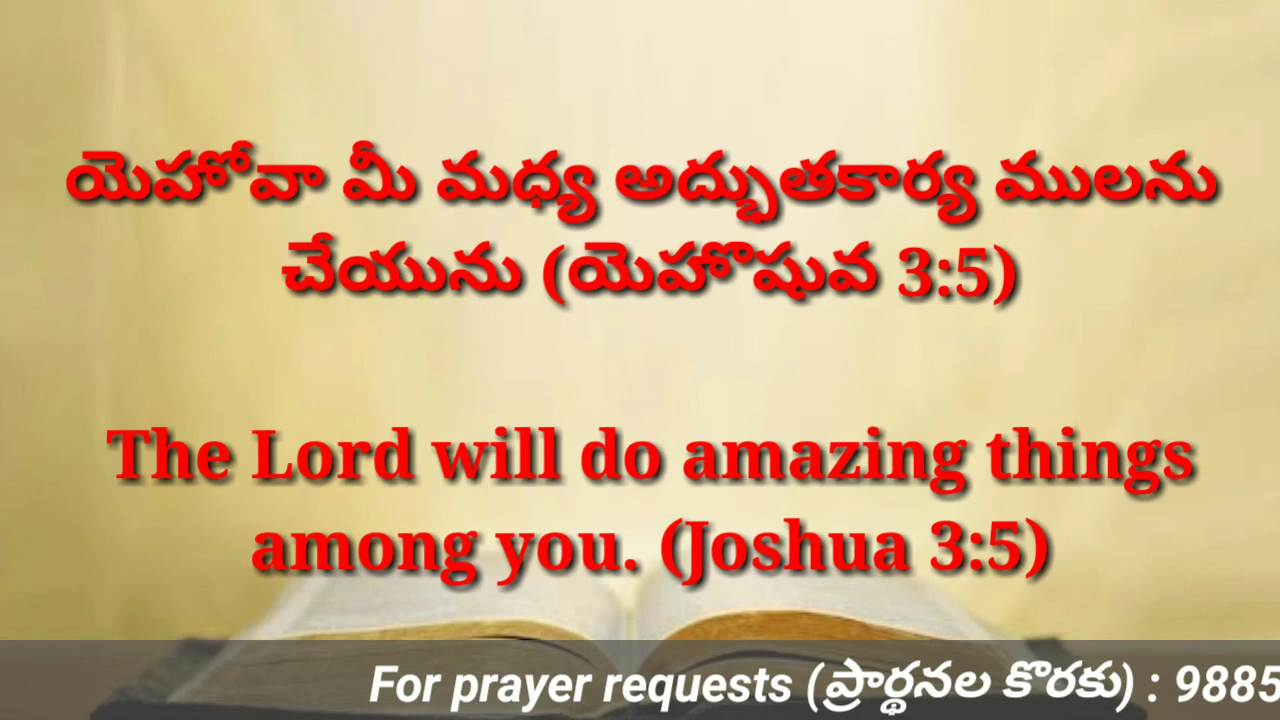 యెహోవా మీ మధ్య అద్భుతకార్య ములను
చేయును (యెహొషువ 3:5)
The Lord will do amazing things
among you. (Joshua 3:5)
For prayer requests (ప్రార్థనల కొరకు) : 9885